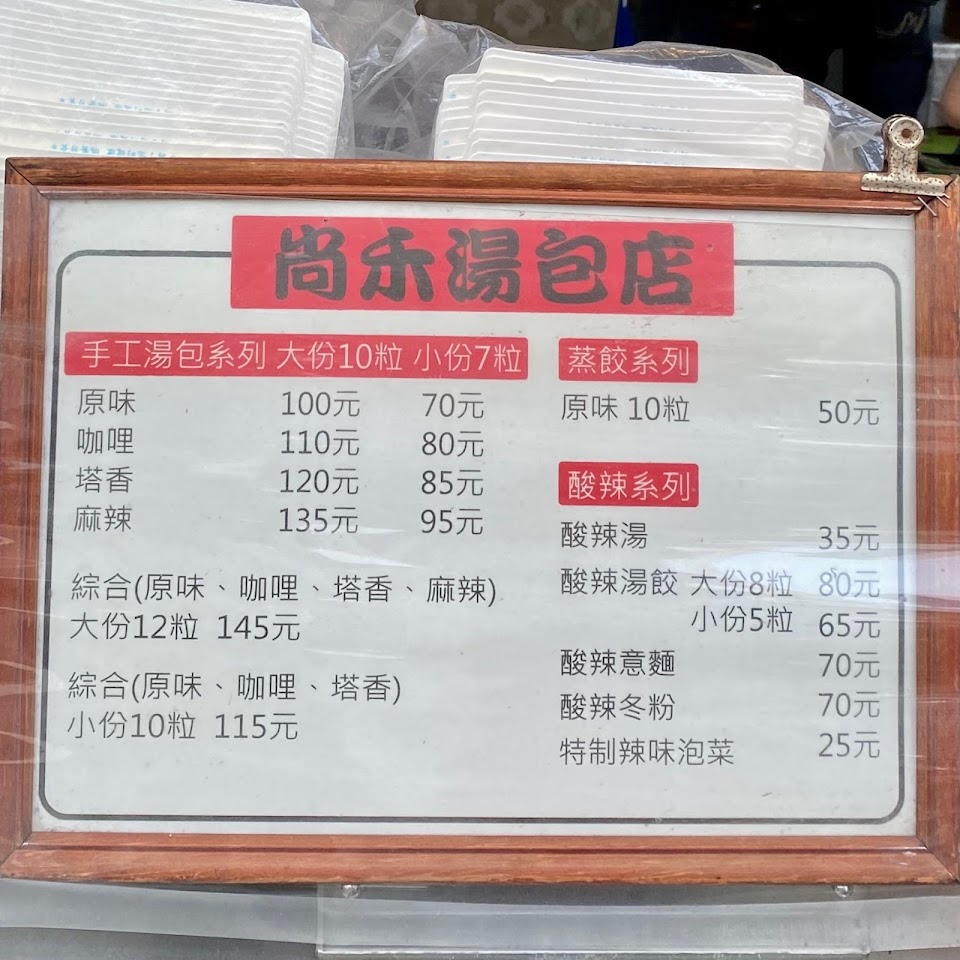 尚禾湯包店
手工湯包系列 大份10粒 小份7粒
原味 100元 70元
咖哩 110元 80元
塔香 120元 85元
麻辣 135元 95元
綜合(原味、咖哩、塔香、麻辣)
大份12粒 145元
綜合(原味、咖哩、塔香)
小份10粒 115元
蒸餃系列
原味 10粒 50元
酸辣系列
酸辣湯 35元
酸辣湯餃 大份8粒 80元
小份5粒 65元
酸辣意麵 70元
酸辣冬粉 70元
特制辣味泡菜 25元